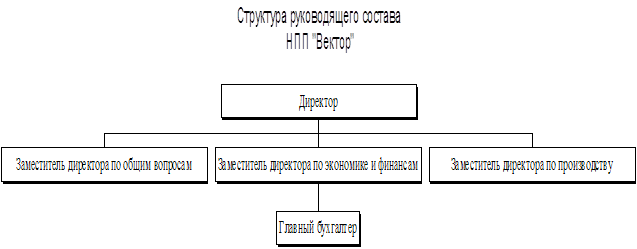 Структура руководящего состава
НПП "Вектор"
Директор
Заместитель директора по общим вопросам
Заместитель директора по экономике и финансам
Заместитель директора по производству
Главный бухгалтер